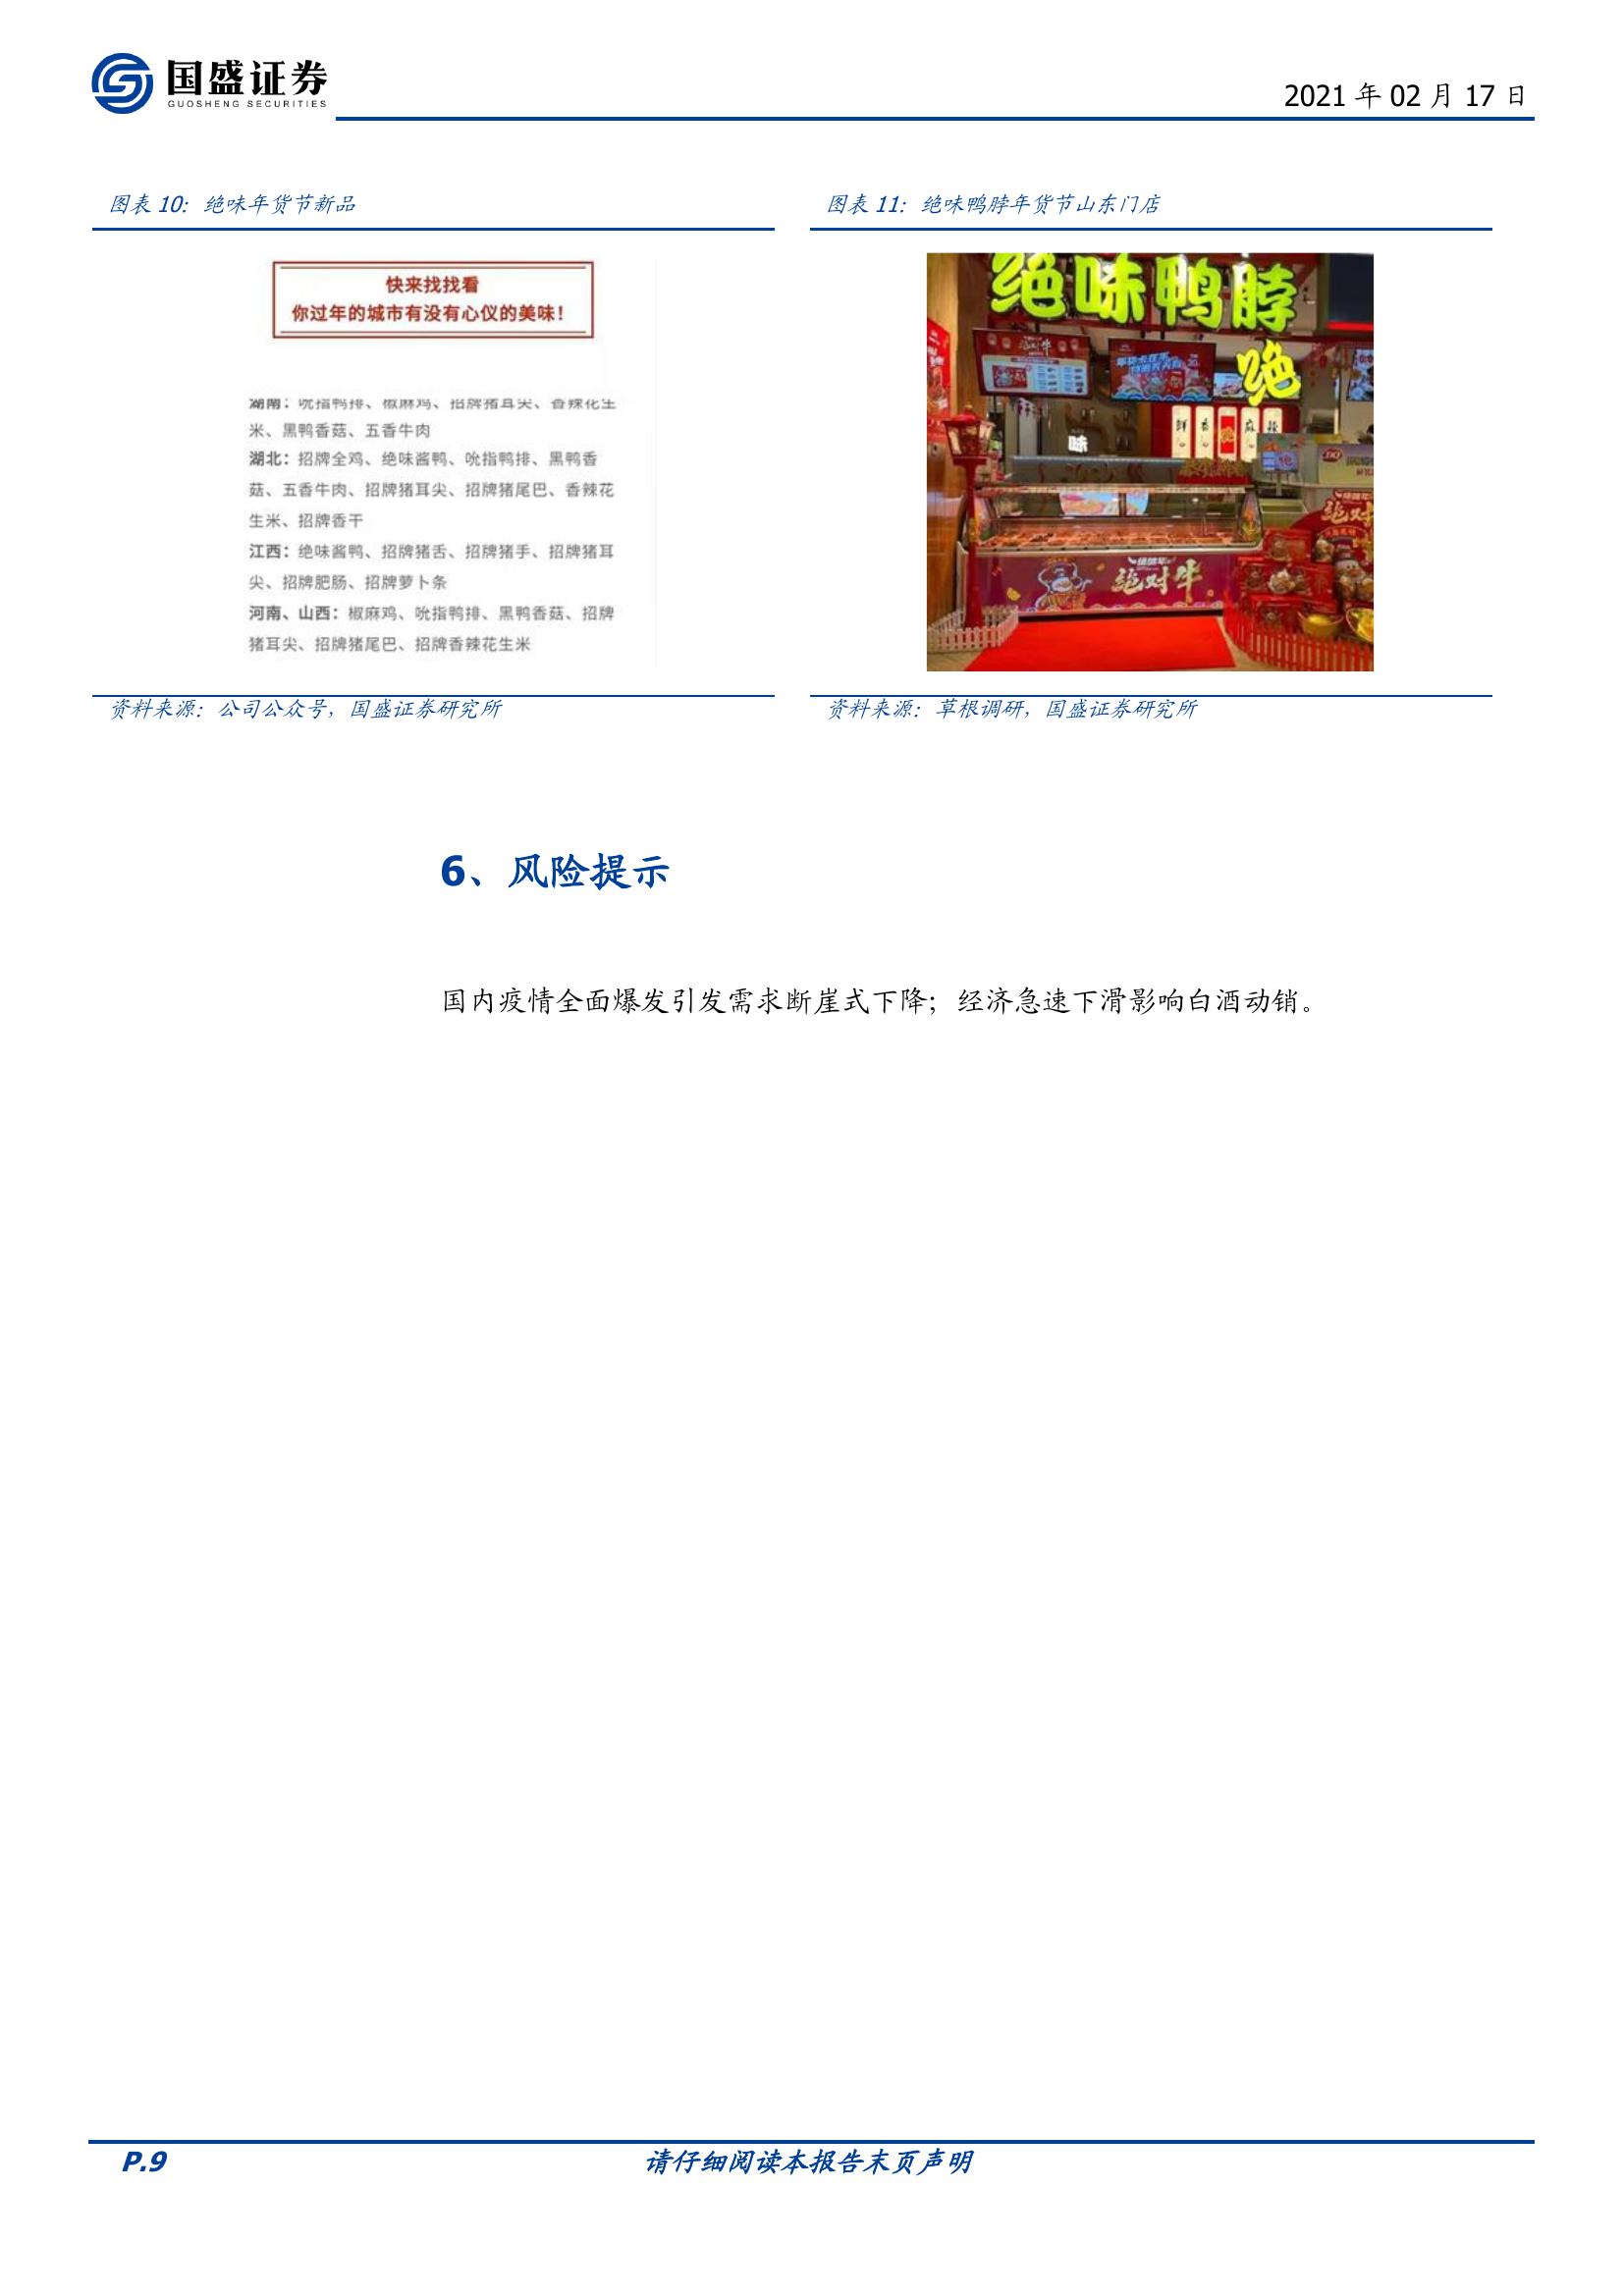 国盛证券
GUOSHENG SECURITIES
2021 年 02 月 17 日
图表 10：绝味年货节新品
快来找找看
你过年的城市有没有心仪的美味！
湖南：吮指鸭排、椒麻鸡、招牌猪耳尖、香辣花生
米、黑鸭香菇、五香牛肉
湖北：招牌全鸡、绝味酱鸭、吮指鸭排、黑鸭香
菇、五香牛肉、招牌猪耳尖、招牌猪尾巴、香辣花
生米、招牌香干
江西：绝味酱鸭、招牌猪舌、招牌猪手、招牌猪耳
尖、招牌肥肠、招牌萝卜条
河南、山西：椒麻鸡、吮指鸭排、黑鸭香菇、招牌
猪耳尖、招牌猪尾巴、招牌香辣花生米
资料来源：公司公众号，国盛证券研究所
图表 11：绝味鸭脖年货节山东门店
绝味鸭脖
绝
鲜 香 麻 辣
味
DQ
绝对
绝对牛
资料来源：草根调研，国盛证券研究所
6、风险提示
国内疫情全面爆发引发需求断崖式下降；经济急速下滑影响白酒动销。
P.9
请仔细阅读本报告末页声明